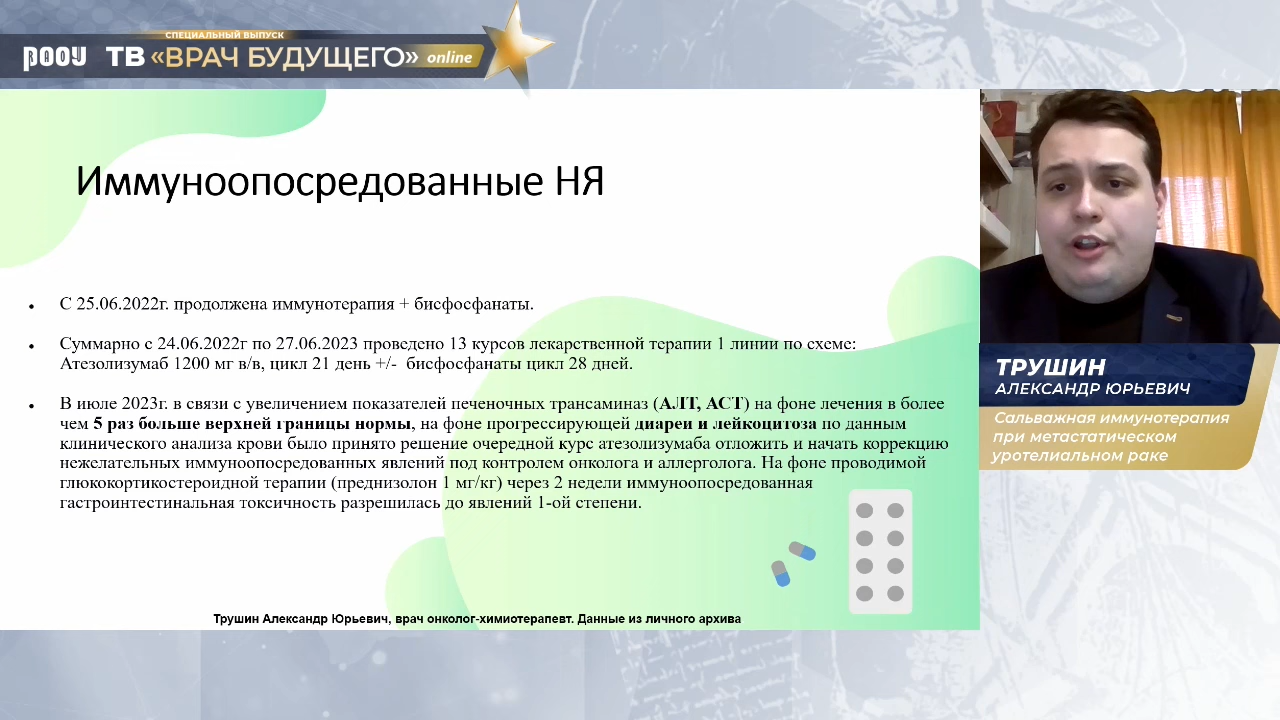 СПЕЦИАЛЬНЫЙ ВЫПУСК
РООУ ТВ «ВРАЧ БУДУЩЕГО» online
Иммуноопосредованные НЯ
• С 25.06.2022г. продолжена иммунотерапия + бисфосфанаты.
• Суммарно с 24.06.2022г по 27.06.2023 проведено 13 курсов лекарственной терапии 1 линии по схеме:
Атезолизумаб 1200 мг в/в, цикл 21 день +/- бисфосфанаты цикл 28 дней.
• В июле 2023г. в связи с увеличением показателей печеночных трансаминаз (АЛТ, АСТ) на фоне лечения в более
чем 5 раз больше верхней границы нормы, на фоне прогрессирующей диареи и лейкоцитоза по данным
клинического анализа крови было принято решение очередной курс атезолизумаба отложить и начать коррекцию
нежелательных иммуноопосредованных явлений под контролем онколога и аллерголога. На фоне проводимой
глюкокортикостероидной терапии (преднизолон 1 мг/кг) через 2 недели иммуноопосредованная
гастроинтестинальная токсичность разрешилась до явлений 1-ой степени.
Трушин Александр Юрьевич, врач онколог-химиотерапевт. Данные из личного архива
ТРУШИН
АЛЕКСАНДР ЮРЬЕВИЧ
Сальважная иммунотерапия
при метастатическом
уротелиальном раке